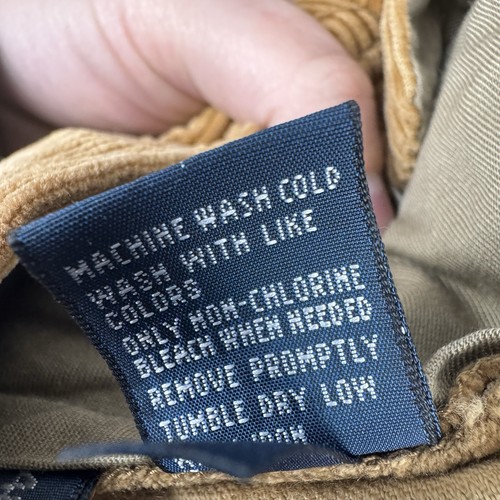 MACHINE WASH COLD
WASH WITH LIKE
COLORS
ONLY NON-CHLORINE
BLEACH WHEN NEEDED
REMOVE PROMPTLY
TUMBLE DRY LOW